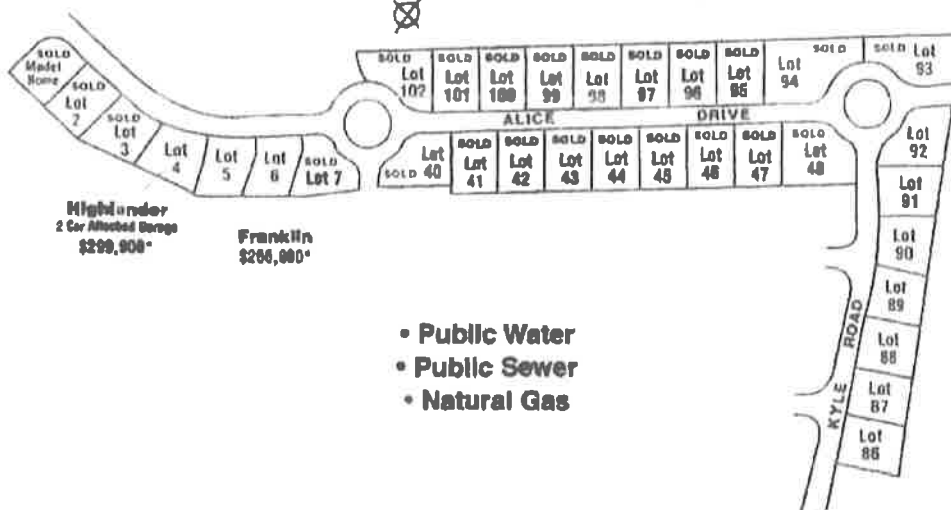 SOLD
Model
Home
SOLD
Lot
2
SOLD
Lot
3
Lot
4
Lot
5
Lot
6
SOLD
Lot 7
SOLD
Lot
102
SOLD
Lot
101
SOLD
Lot
100
SOLD
Lot
99
SOLD
Lot
98
SOLD
Lot
97
SOLD
Lot
96
SOLD
Lot
95
SOLD
Lot
94
SOLD Lot
93
ALICE DRIVE
SOLD Lot
40
SOLD
Lot
41
SOLD
Lot
42
SOLD
Lot
43
SOLD
Lot
44
SOLD
Lot
45
SOLD
Lot
46
SOLD
Lot
47
SOLD
Lot
48
Lot
92
Lot
91
Lot
90
Lot
89
Lot
88
Lot
87
Lot
86
KYLE ROAD
Highlander
2 Car Attached Garage
Franklin
• Public Water
• Public Sewer
• Natural Gas